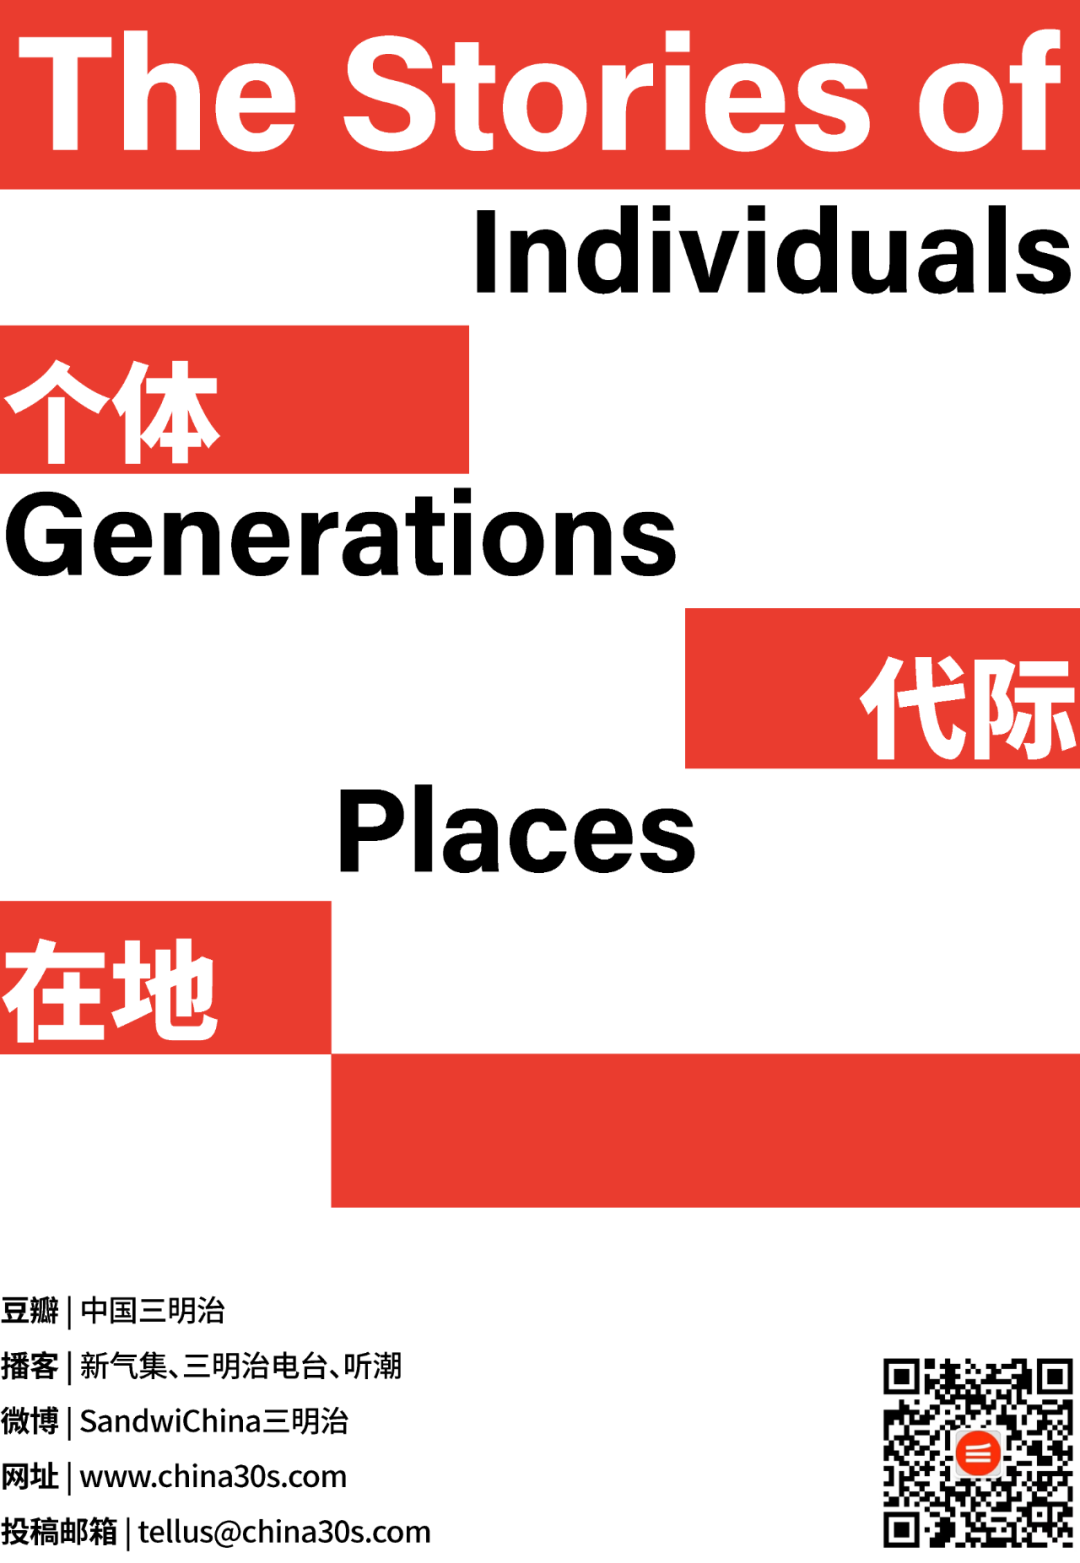 The Stories of
Individuals
个体
Generations
代际
Places
在地
豆瓣 | 中国三明治
播客 | 新气集、三明治电台、听潮
微博 | SandwiChina三明治
网址 | www.china30s.com
投稿邮箱 | tellus@china30s.com